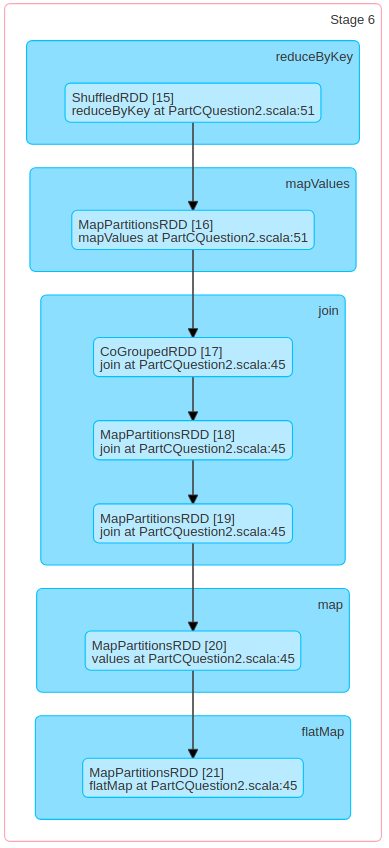 Stage 6
reduceByKey
ShuffledRDD [15]
reduceByKey at PartCQuestion2.scala:51
mapValues
MapPartitionsRDD [16]
mapValues at PartCQuestion2.scala:51
join
CoGroupedRDD [17]
join at PartCQuestion2.scala:45
MapPartitionsRDD [18]
join at PartCQuestion2.scala:45
MapPartitionsRDD [19]
join at PartCQuestion2.scala:45
map
MapPartitionsRDD [20]
values at PartCQuestion2.scala:45
flatMap
MapPartitionsRDD [21]
flatMap at PartCQuestion2.scala:45